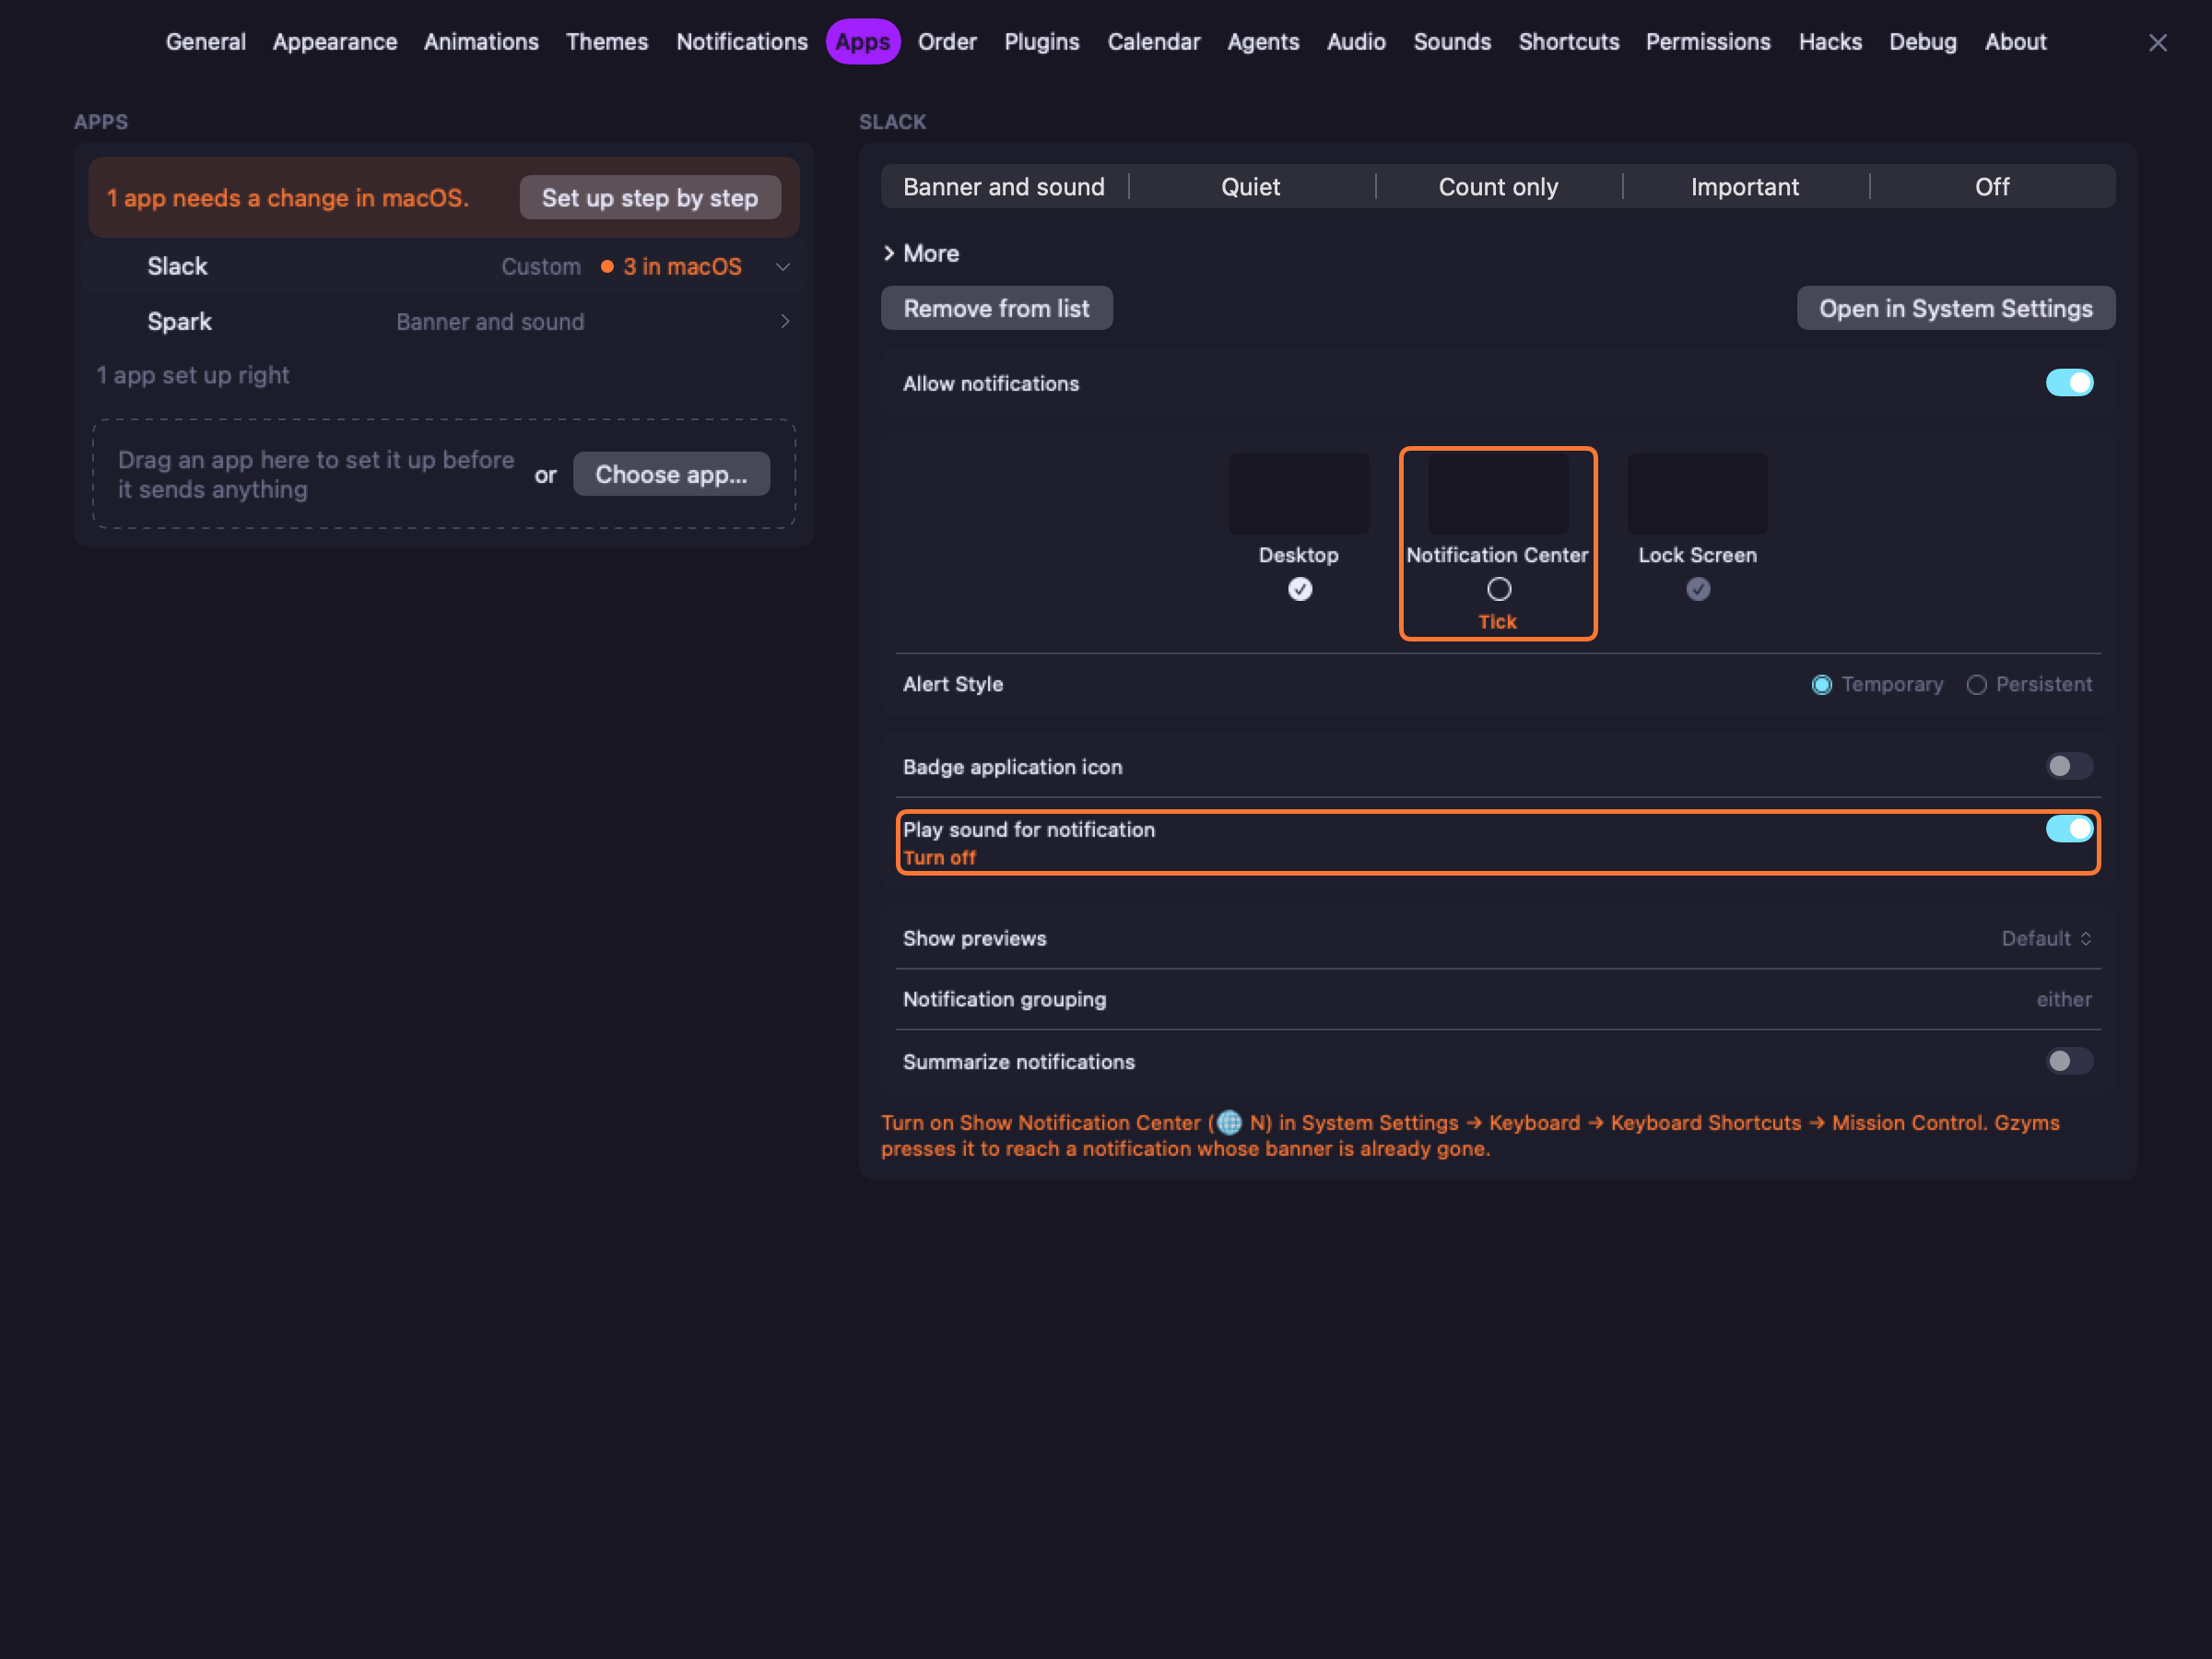 General Appearance Animations Themes Notifications Apps Order Plugins Calendar Agents Audio Sounds Shortcuts Permissions Hacks Debug About
APPS
1 app needs a change in macOS. Set up step by step
Slack Custom 3 in macOS
Spark Banner and sound
1 app set up right
Drag an app here to set it up before
it sends anything
or Choose app...
SLACK
Banner and sound Quiet Count only Important Off
More
Remove from list Open in System Settings
Allow notifications
Desktop Notification Center Lock Screen
Tick
Alert Style Temporary Persistent
Badge application icon
Play sound for notification
Turn off
Show previews Default
Notification grouping either
Summarize notifications
Turn on Show Notification Center (🌐 N) in System Settings → Keyboard → Keyboard Shortcuts → Mission Control. Gzyms
presses it to reach a notification whose banner is already gone.